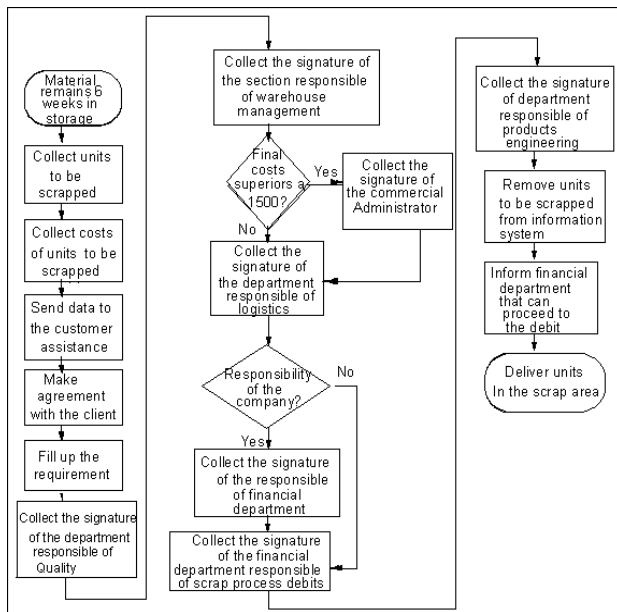 Material
remains 6
weeks in
storage
Collect units
to be
scrapped
Collect costs
of units to be
scrapped
Send data to
the customer
assistance
Make
agreement
with the client
Fill up the
requirement
Collect the signature
of the department
responsible of
Quality
Collect the signature of
the section responsible
of warehouse
management
Final
costs
superiors a
1500?
Yes
Collect the
signature of
the commercial
Administrator
No
Collect the
signature of
the department
responsible of
logistics
Responsibility
of the
company?
No
Yes
Collect the signature
of the responsible
of financial
department
Collect the signature
of the financial
department responsible
of scrap process debits
Collect the signature
of department
responsible of
products
engineering
Remove units
to be scrapped
from information
system
Inform financial
department
that can
proceed to
the debit
Deliver units
In the scrap area